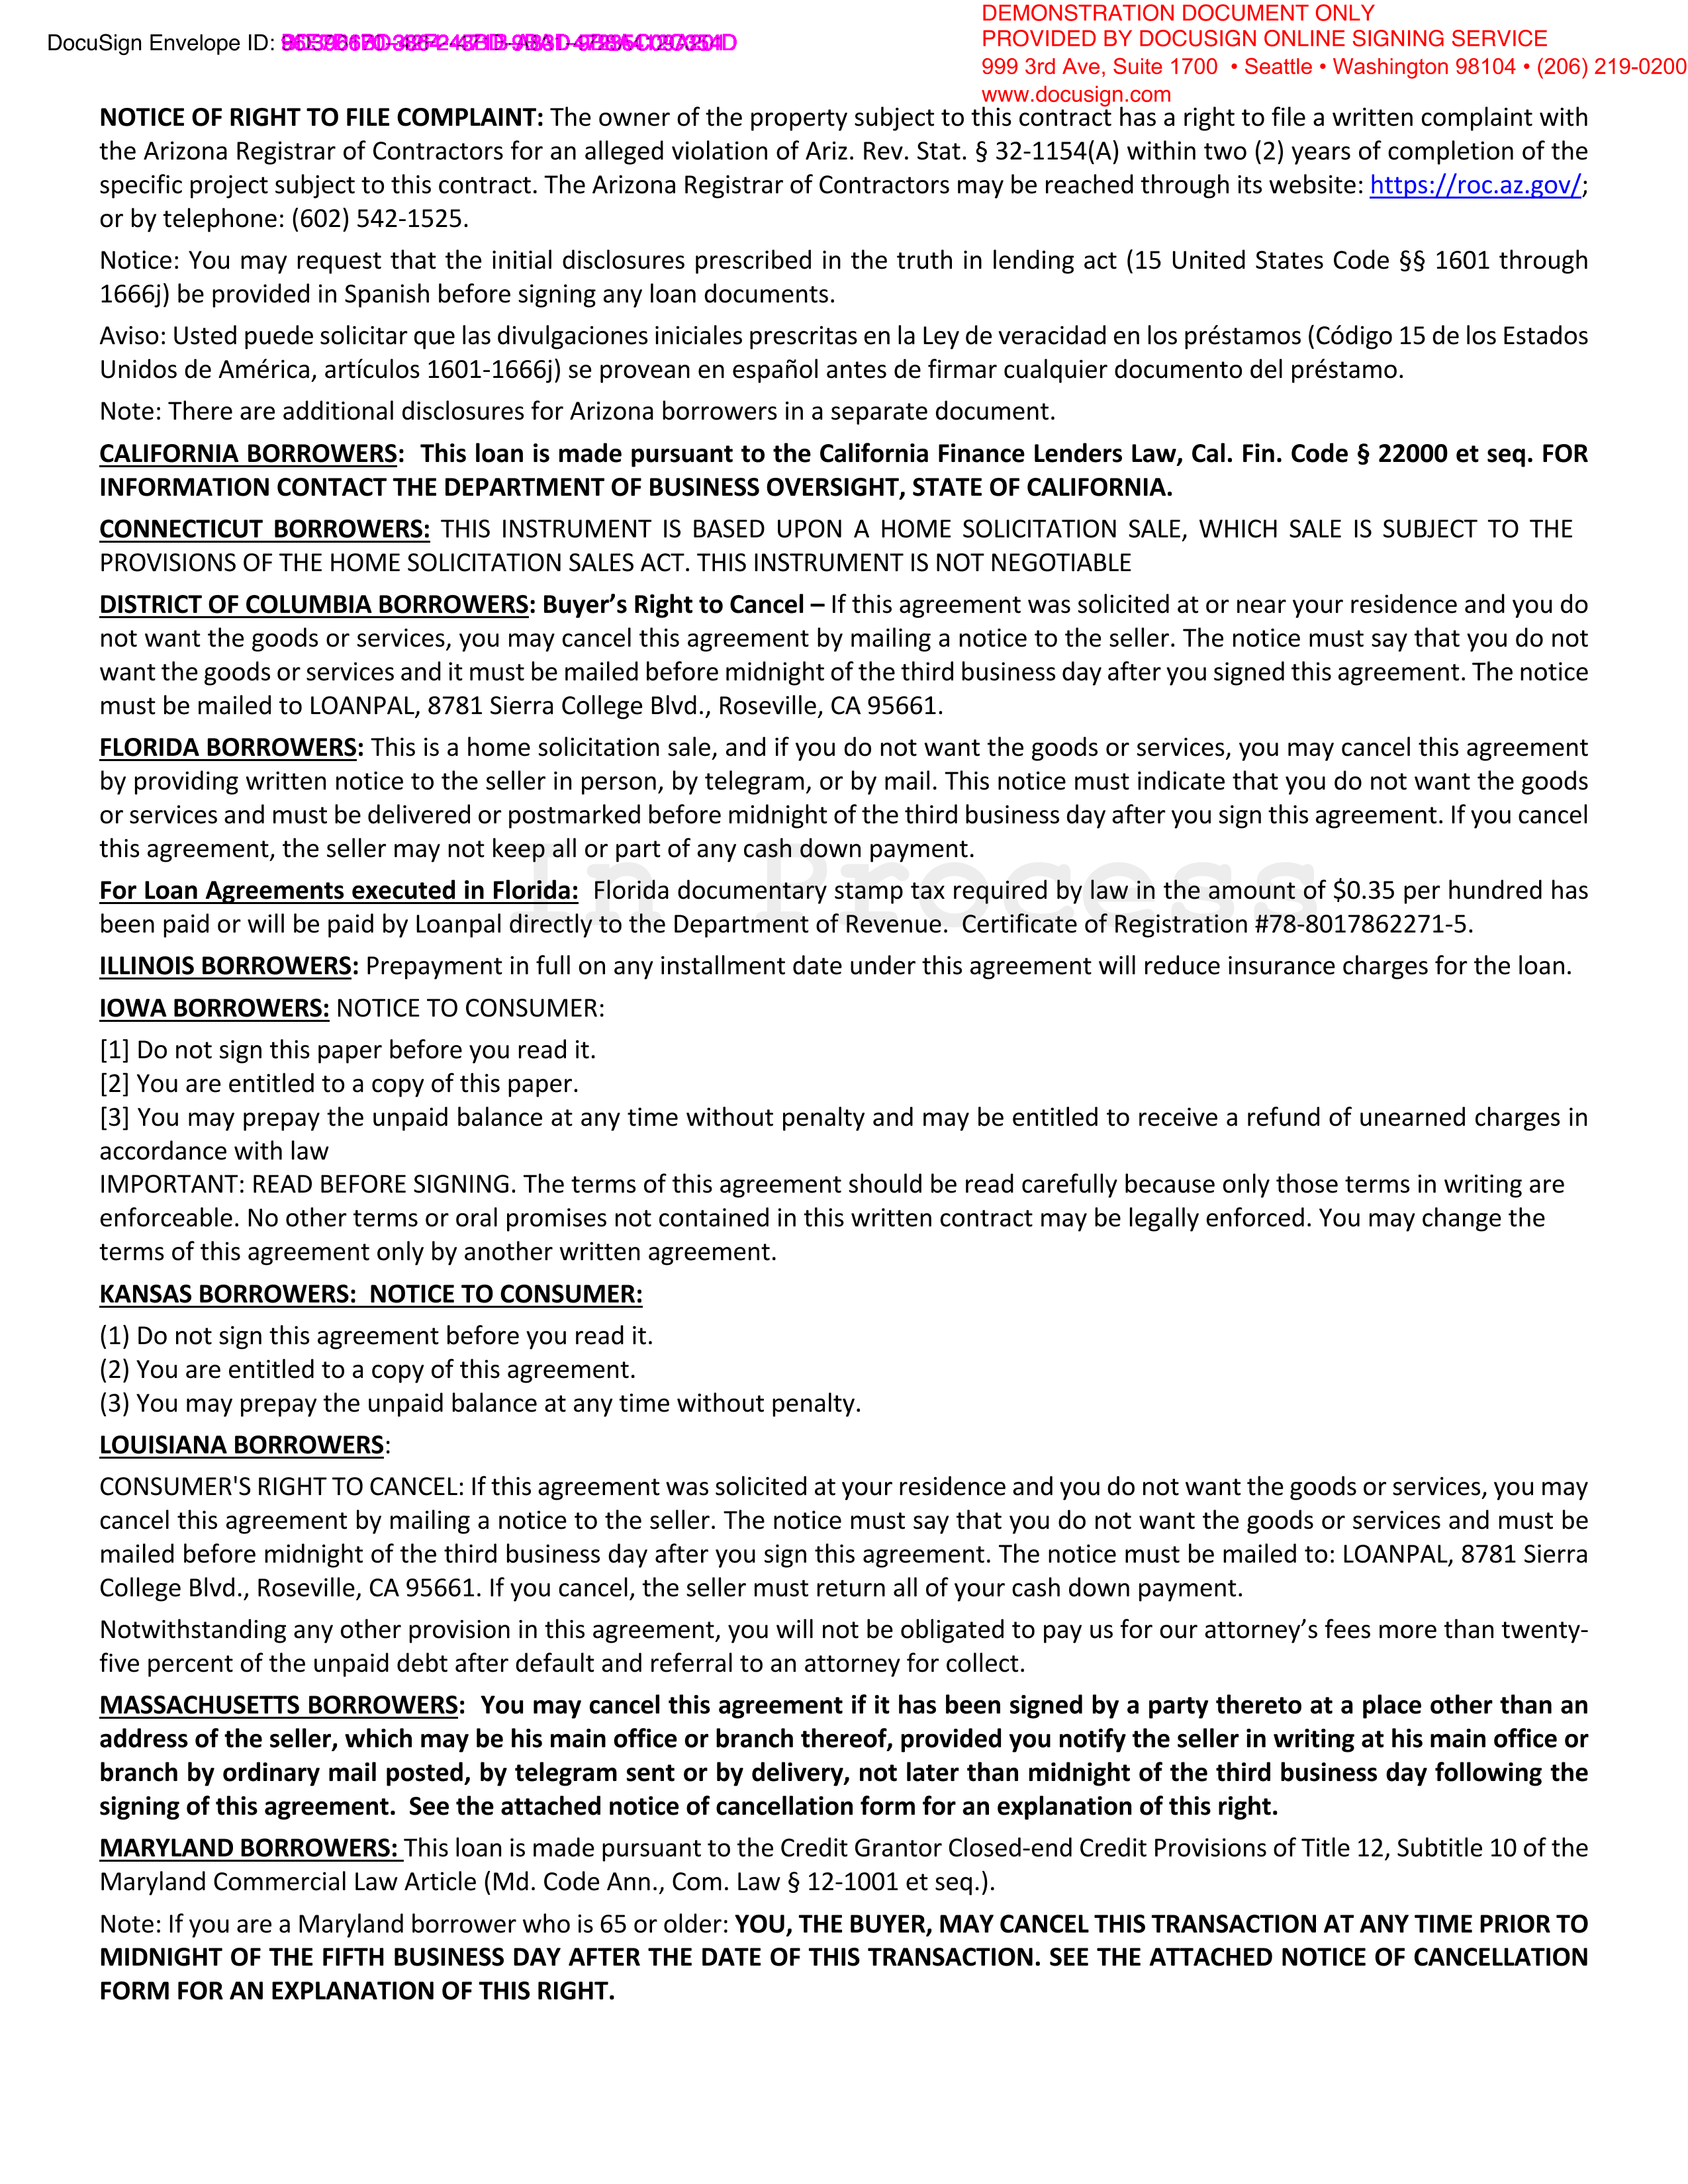 DEMONSTRATION DOCUMENT ONLY
DocuSign Envelope ID:
PROVIDED BY DOCUSIGN ONLINE SIGNING SERVICE
999 3rd Ave, Suite 1700 • Seattle • Washington 98104 • (206) 219-0200
www.docusign.com
NOTICE OF RIGHT TO FILE COMPLAINT: The owner of the property subject to this contract has a right to file a written complaint with
the Arizona Registrar of Contractors for an alleged violation of Ariz. Rev. Stat. § 32-1154(A) within two (2) years of completion of the
specific project subject to this contract. The Arizona Registrar of Contractors may be reached through its website: https://roc.az.gov/;
or by telephone: (602) 542-1525.
Notice: You may request that the initial disclosures prescribed in the truth in lending act (15 United States Code §§ 1601 through
1666j) be provided in Spanish before signing any loan documents.
Aviso: Usted puede solicitar que las divulgaciones iniciales prescritas en la Ley de veracidad en los préstamos (Código 15 de los Estados
Unidos de América, artículos 1601-1666j) se provean en español antes de firmar cualquier documento del préstamo.
Note: There are additional disclosures for Arizona borrowers in a separate document.
CALIFORNIA BORROWERS: This loan is made pursuant to the California Finance Lenders Law, Cal. Fin. Code § 22000 et seq. FOR
INFORMATION CONTACT THE DEPARTMENT OF BUSINESS OVERSIGHT, STATE OF CALIFORNIA.
CONNECTICUT BORROWERS: THIS INSTRUMENT IS BASED UPON A HOME SOLICITATION SALE, WHICH SALE IS SUBJECT TO THE
PROVISIONS OF THE HOME SOLICITATION SALES ACT. THIS INSTRUMENT IS NOT NEGOTIABLE
DISTRICT OF COLUMBIA BORROWERS: Buyer’s Right to Cancel – If this agreement was solicited at or near your residence and you do
not want the goods or services, you may cancel this agreement by mailing a notice to the seller. The notice must say that you do not
want the goods or services and it must be mailed before midnight of the third business day after you signed this agreement. The notice
must be mailed to LOANPAL, 8781 Sierra College Blvd., Roseville, CA 95661.
FLORIDA BORROWERS: This is a home solicitation sale, and if you do not want the goods or services, you may cancel this agreement
by providing written notice to the seller in person, by telegram, or by mail. This notice must indicate that you do not want the goods
or services and must be delivered or postmarked before midnight of the third business day after you sign this agreement. If you cancel
this agreement, the seller may not keep all or part of any cash down payment.
In Process
For Loan Agreements executed in Florida: Florida documentary stamp tax required by law in the amount of $0.35 per hundred has
been paid or will be paid by Loanpal directly to the Department of Revenue. Certificate of Registration #78-8017862271-5.
ILLINOIS BORROWERS: Prepayment in full on any installment date under this agreement will reduce insurance charges for the loan.
IOWA BORROWERS: NOTICE TO CONSUMER:
[1] Do not sign this paper before you read it.
[2] You are entitled to a copy of this paper.
[3] You may prepay the unpaid balance at any time without penalty and may be entitled to receive a refund of unearned charges in
accordance with law
IMPORTANT: READ BEFORE SIGNING. The terms of this agreement should be read carefully because only those terms in writing are
enforceable. No other terms or oral promises not contained in this written contract may be legally enforced. You may change the
terms of this agreement only by another written agreement.
KANSAS BORROWERS: NOTICE TO CONSUMER:
(1) Do not sign this agreement before you read it.
(2) You are entitled to a copy of this agreement.
(3) You may prepay the unpaid balance at any time without penalty.
LOUISIANA BORROWERS:
CONSUMER'S RIGHT TO CANCEL: If this agreement was solicited at your residence and you do not want the goods or services, you may
cancel this agreement by mailing a notice to the seller. The notice must say that you do not want the goods or services and must be
mailed before midnight of the third business day after you sign this agreement. The notice must be mailed to: LOANPAL, 8781 Sierra
College Blvd., Roseville, CA 95661. If you cancel, the seller must return all of your cash down payment.
Notwithstanding any other provision in this agreement, you will not be obligated to pay us for our attorney’s fees more than twenty-
five percent of the unpaid debt after default and referral to an attorney for collect.
MASSACHUSETTS BORROWERS: You may cancel this agreement if it has been signed by a party thereto at a place other than an
address of the seller, which may be his main office or branch thereof, provided you notify the seller in writing at his main office or
branch by ordinary mail posted, by telegram sent or by delivery, not later than midnight of the third business day following the
signing of this agreement. See the attached notice of cancellation form for an explanation of this right.
MARYLAND BORROWERS: This loan is made pursuant to the Credit Grantor Closed-end Credit Provisions of Title 12, Subtitle 10 of the
Maryland Commercial Law Article (Md. Code Ann., Com. Law § 12-1001 et seq.).
Note: If you are a Maryland borrower who is 65 or older: YOU, THE BUYER, MAY CANCEL THIS TRANSACTION AT ANY TIME PRIOR TO
MIDNIGHT OF THE FIFTH BUSINESS DAY AFTER THE DATE OF THIS TRANSACTION. SEE THE ATTACHED NOTICE OF CANCELLATION
FORM FOR AN EXPLANATION OF THIS RIGHT.